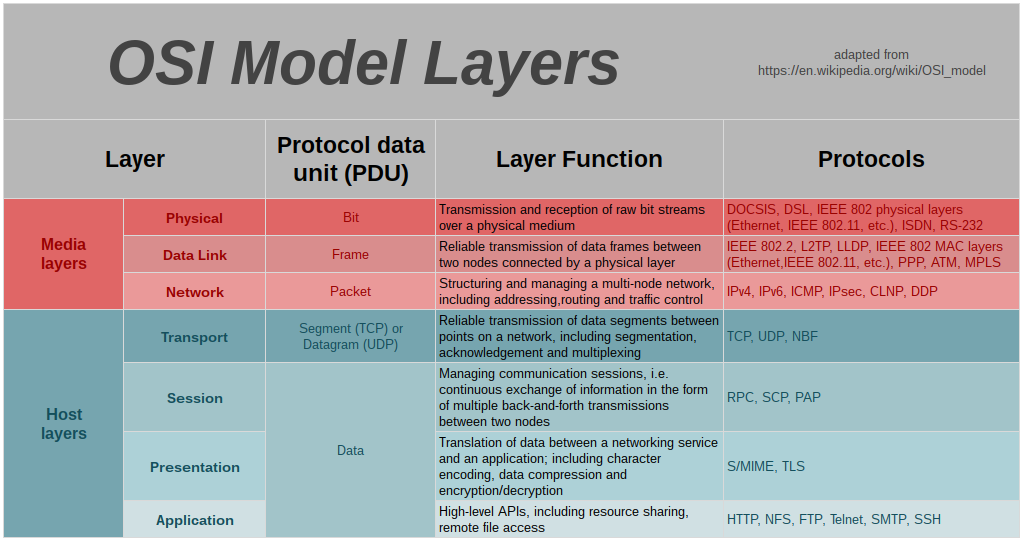 OSI Model Layers
adapted from
https://en.wikipedia.org/wiki/OSI_model
Layer
Protocol data
unit (PDU)
Layer Function
Protocols
Media
layers
Physical
Bit
Transmission and reception of raw bit streams
over a physical medium
DOCSIS, DSL, IEEE 802 physical layers
(Ethernet, IEEE 802.11, etc.), ISDN, RS-232
Data Link
Frame
Reliable transmission of data frames between
two nodes connected by a physical layer
IEEE 802.2, L2TP, LLDP, IEEE 802 MAC layers
(Ethernet,IEEE 802.11, etc.), PPP, ATM, MPLS
Network
Packet
Structuring and managing a multi-node network,
including addressing,routing and traffic control
IPv4, IPv6, ICMP, IPsec, CLNP, DDP
Host
layers
Transport
Segment (TCP) or
Datagram (UDP)
Reliable transmission of data segments between
points on a network, including segmentation,
acknowledgement and multiplexing
TCP, UDP, NBF
Session
Data
Managing communication sessions, i.e.
continuous exchange of information in the form
of multiple back-and-forth transmissions
between two nodes
RPC, SCP, PAP
Presentation
Translation of data between a networking service
and an application; including character
encoding, data compression and
encryption/decryption
S/MIME, TLS
Application
High-level APIs, including resource sharing,
remote file access
HTTP, NFS, FTP, Telnet, SMTP, SSH